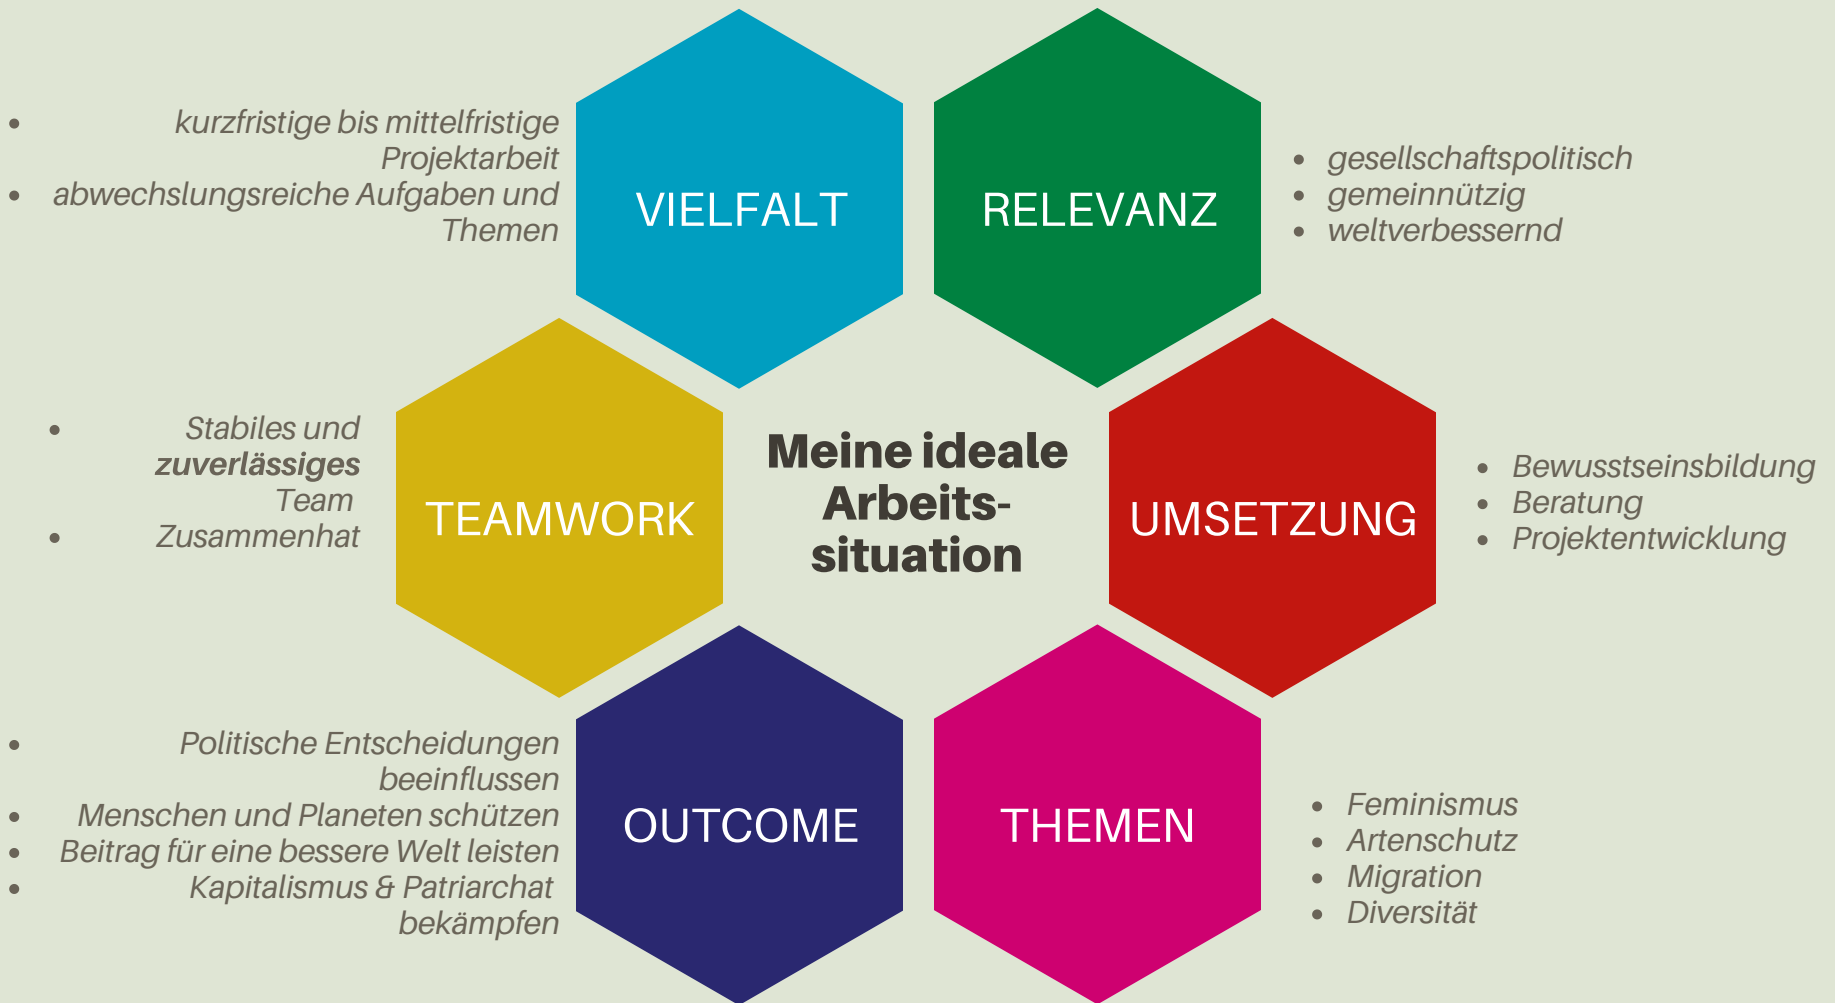 • kurzfristige bis mittelfristige
Projektarbeit
• abwechslungsreiche Aufgaben und
Themen
VIELFALT
RELEVANZ
• gesellschaftspolitisch
• gemeinnützig
• weltverbessernd
• Stabiles und
zuverlässiges
Team
• Zusammenhat
TEAMWORK
Meine ideale
Arbeits-
situation
UMSETZUNG
• Bewusstseinsbildung
• Beratung
• Projektentwicklung
• Politische Entscheidungen
beeinflussen
• Menschen und Planeten schützen
• Beitrag für eine bessere Welt leisten
• Kapitalismus & Patriarchat
bekämpfen
OUTCOME
THEMEN
• Feminismus
• Artenschutz
• Migration
• Diversität